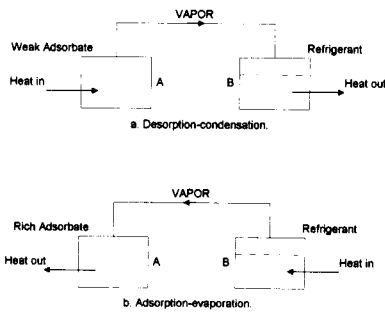 VAPOR
Weak Adsorbate
Refrigerant
Heat in
A
B
Heat out
a. Desorption-condensation.
VAPOR
Rich Adsorbate
Refrigerant
Heat out
A
B
Heat in
b. Adsorption-evaporation.